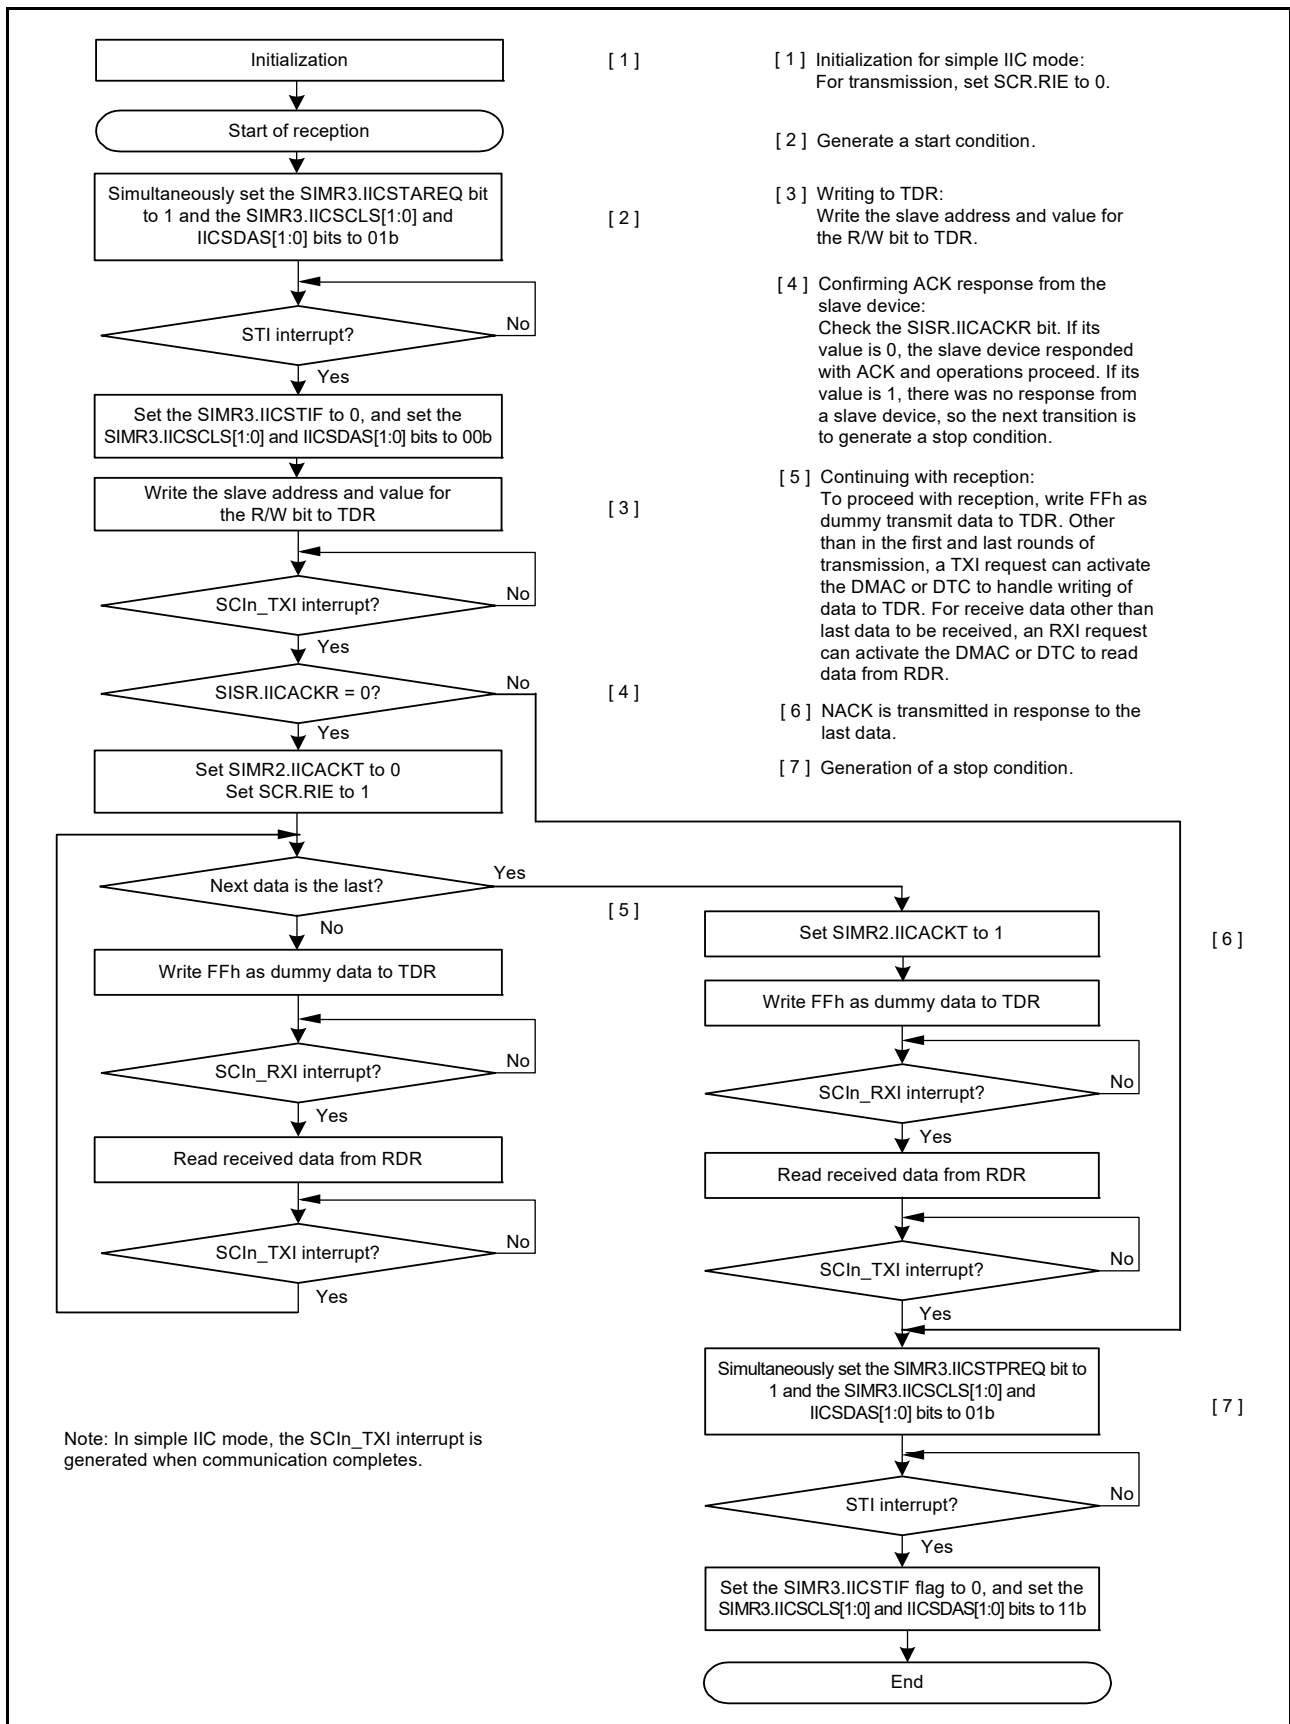 Initialization
[ 1 ]
Start of reception
Simultaneously set the SIMR3.IICSTAREQ bit
to 1 and the SIMR3.IICSCLS[1:0] and
IICSDAS[1:0] bits to 01b
[ 2 ]
STI interrupt?
No
Yes
Set the SIMR3.IICSTIF to 0, and set the
SIMR3.IICSCLS[1:0] and IICSDAS[1:0] bits to 00b
Write the slave address and value for
the R/W bit to TDR
[ 3 ]
SCIn_TXI interrupt?
No
Yes
SISR.IICACKR = 0?
No
[ 4 ]
Yes
Set SIMR2.IICACKT to 0
Set SCR.RIE to 1
Next data is the last?
Yes
[ 5 ]
No
Write FFh as dummy data to TDR
SCIn_RXI interrupt?
No
Yes
Read received data from RDR
SCIn_TXI interrupt?
No
Yes
[ 1 ] Initialization for simple IIC mode:
For transmission, set SCR.RIE to 0.
[ 2 ] Generate a start condition.
[ 3 ] Writing to TDR:
Write the slave address and value for
the R/W bit to TDR.
[ 4 ] Confirming ACK response from the
slave device:
Check the SISR.IICACKR bit. If its
value is 0, the slave device responded
with ACK and operations proceed. If its
value is 1, there was no response from
a slave device, so the next transition is
to generate a stop condition.
[ 5 ] Continuing with reception:
To proceed with reception, write FFh as
dummy transmit data to TDR. Other
than in the first and last rounds of
transmission, a TXI request can activate
the DMAC or DTC to handle writing of
data to TDR. For receive data other than
last data to be received, an RXI request
can activate the DMAC or DTC to read
data from RDR.
[ 6 ] NACK is transmitted in response to the
last data.
[ 7 ] Generation of a stop condition.
Set SIMR2.IICACKT to 1
[ 6 ]
Write FFh as dummy data to TDR
SCIn_RXI interrupt?
No
Yes
Read received data from RDR
SCIn_TXI interrupt?
No
Yes
Simultaneously set the SIMR3.IICSTPREQ bit to
1 and the SIMR3.IICSCLS[1:0] and
IICSDAS[1:0] bits to 01b
[ 7 ]
STI interrupt?
No
Yes
Set the SIMR3.IICSTIF flag to 0, and set the
SIMR3.IICSCLS[1:0] and IICSDAS[1:0] bits to 11b
End
Note: In simple IIC mode, the SCIn_TXI interrupt is
generated when communication completes.